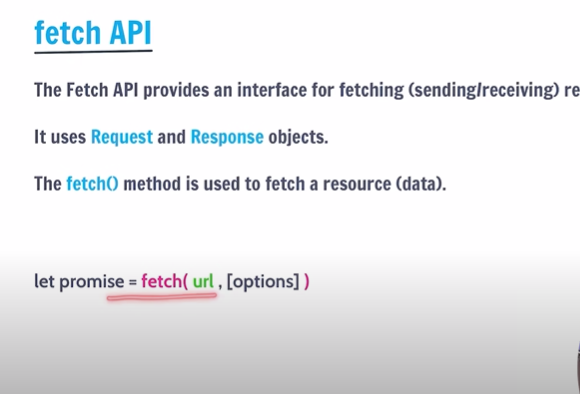 fetch API
The Fetch API provides an interface for fetching (sending/receiving) re
It uses Request and Response objects.
The fetch() method is used to fetch a resource (data).
let promise = fetch( url , [options] )